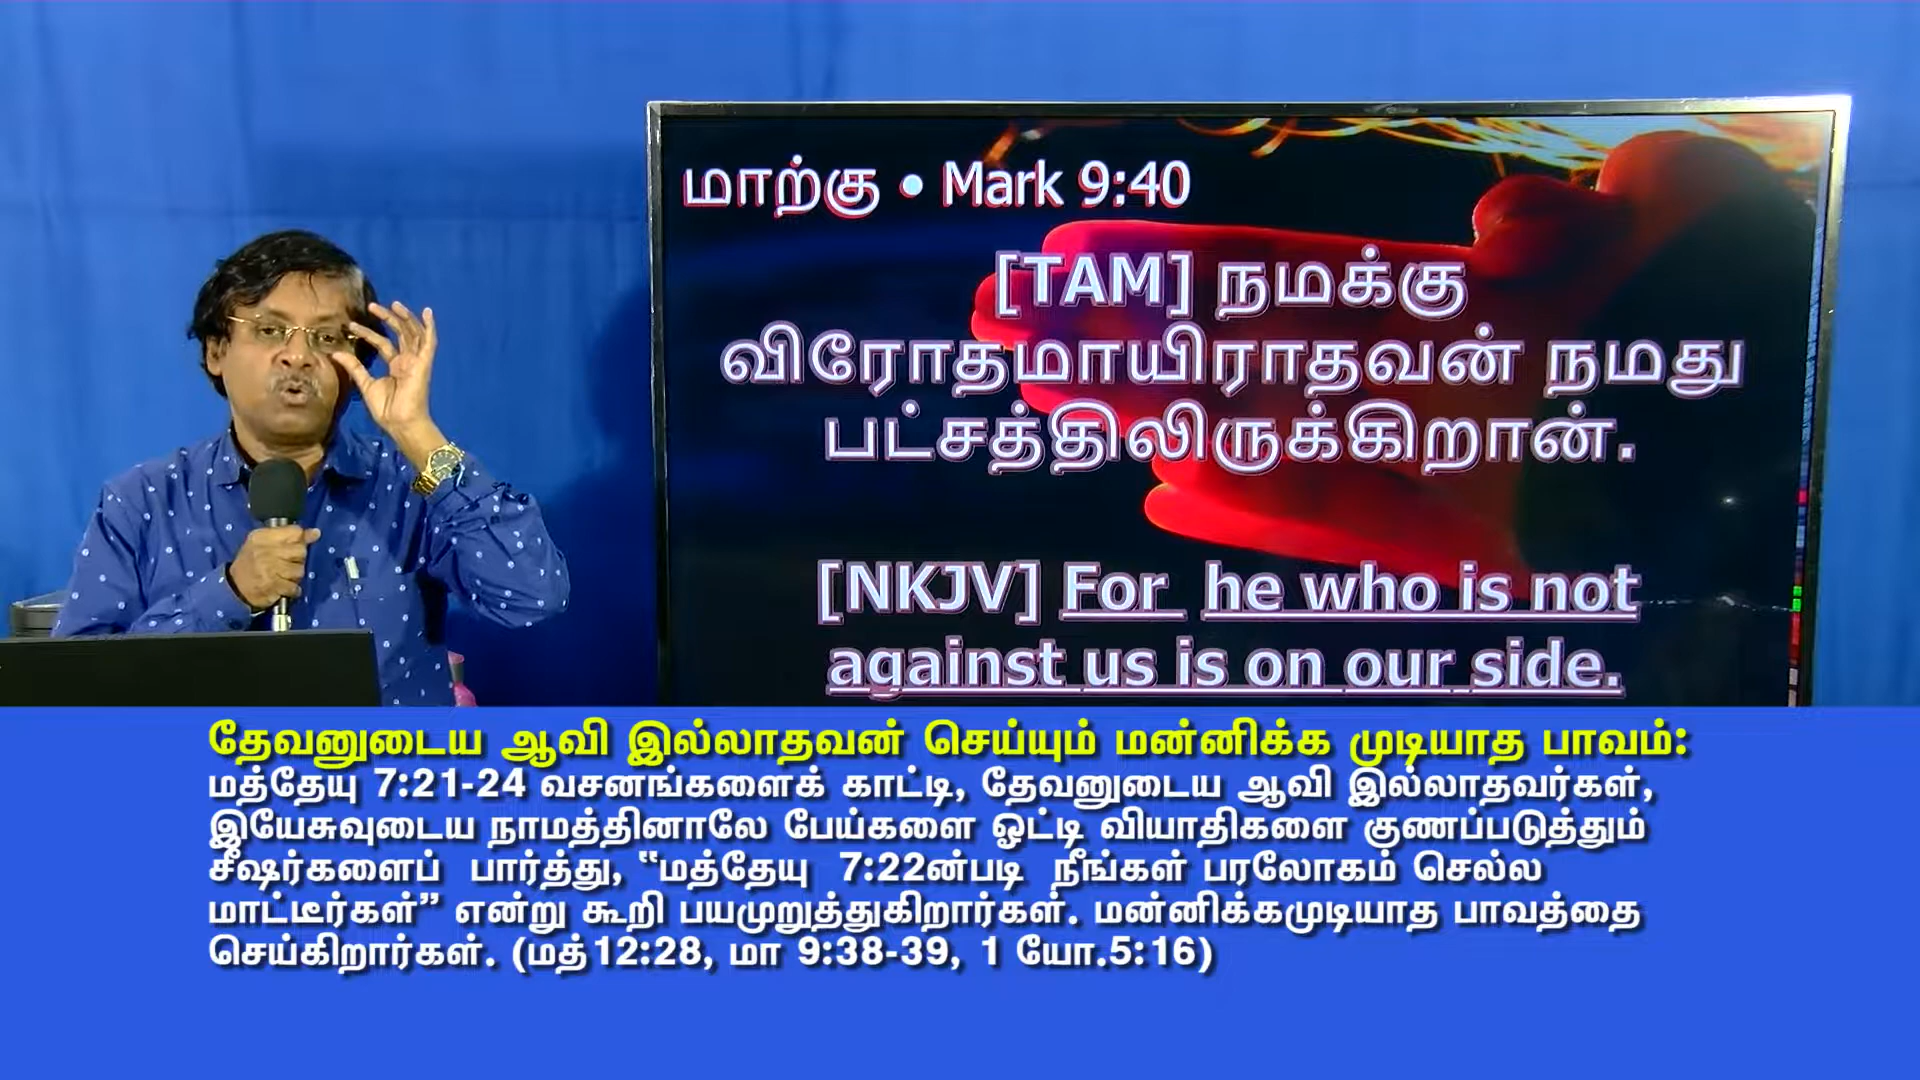 மாற்கு • Mark 9:40
[TAM] நமக்கு
விரோதமாயிராதவன் நமது
பட்சத்திலிருக்கிறான்.
[NKJV] For he who is not
against us is on our side.
தேவனுடைய ஆவி இல்லாதவன் செய்யும் மன்னிக்க முடியாத பாவம்:
மத்தேயு 7:21-24 வசனங்களைக் காட்டி, தேவனுடைய ஆவி இல்லாதவர்கள்,
இயேசுவுடைய நாமத்தினாலே பேய்களை ஓட்டி வியாதிகளை குணப்படுத்தும்
சீஷர்களைப் பார்த்து, “மத்தேயு 7:22ன்படி நீங்கள் பரலோகம் செல்ல
மாட்டீர்கள்” என்று கூறி பயமுறுத்துகிறார்கள். மன்னிக்கமுடியாத பாவத்தை
செய்கிறார்கள். (மத்12:28, மா 9:38-39, 1 யோ.5:16)